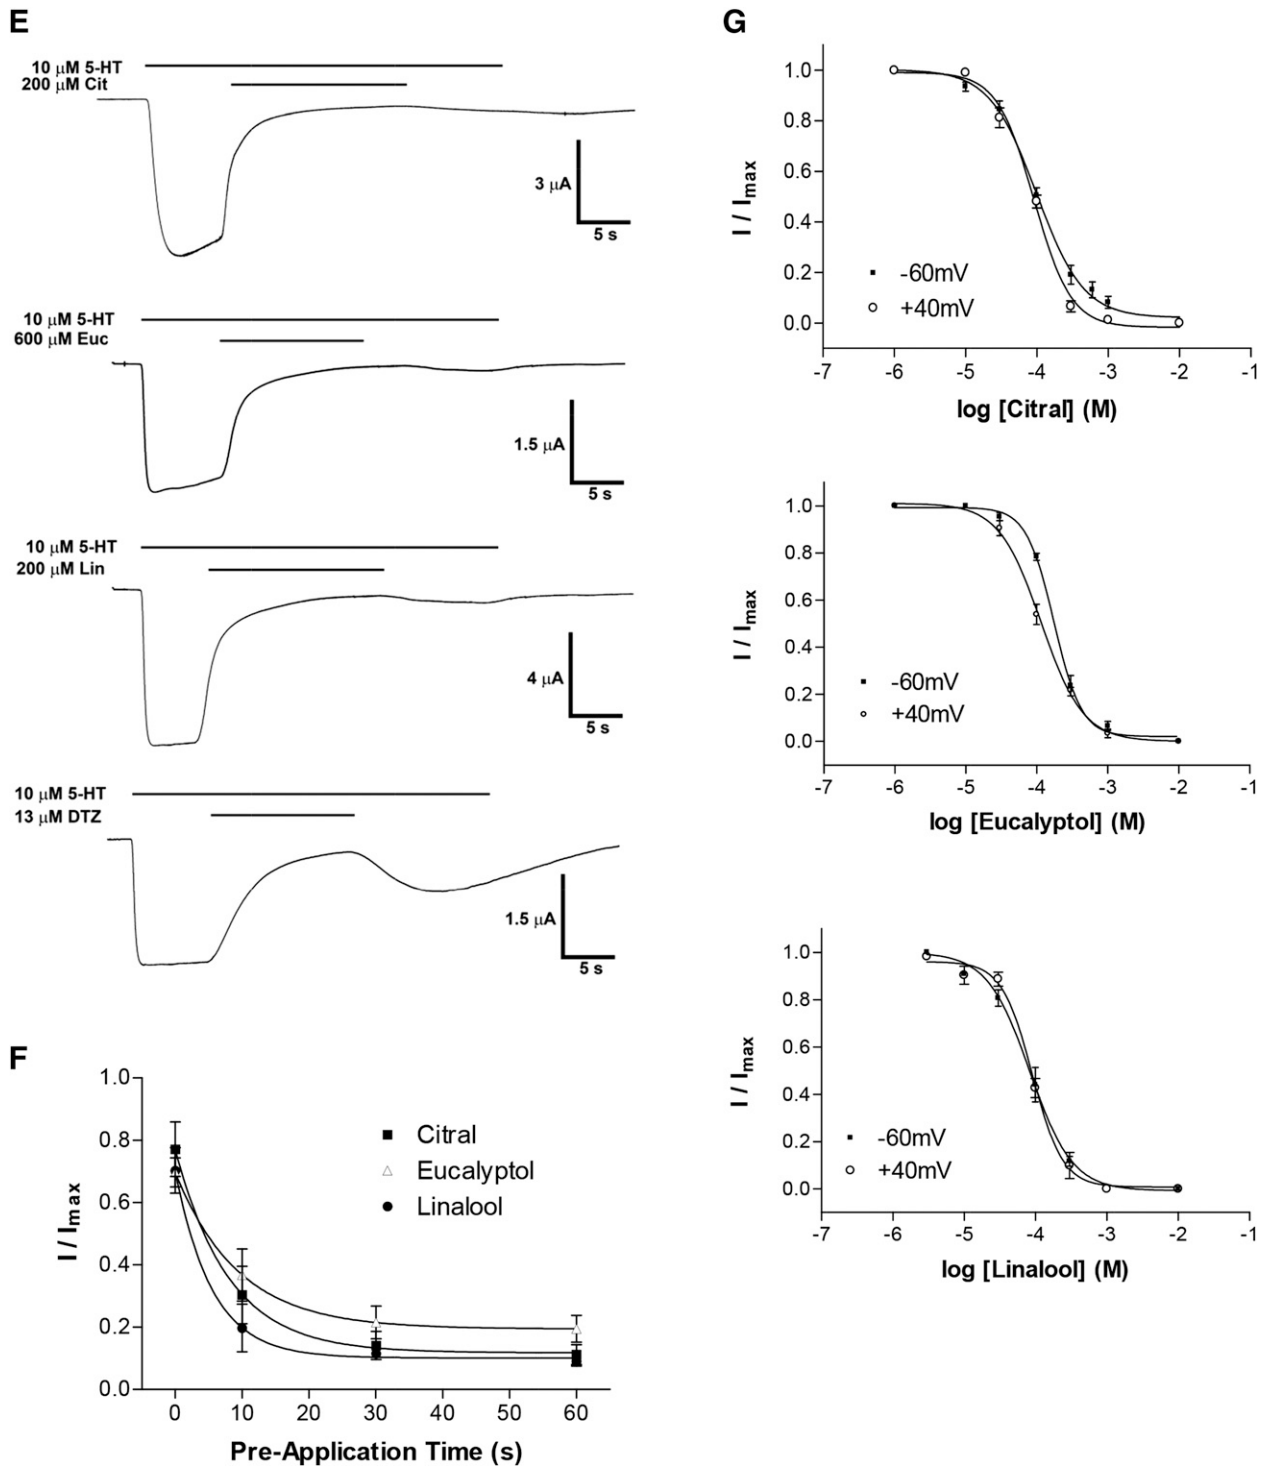 E
10 μM 5-HT
200 μM Cit
3 μA
5 s
10 μM 5-HT
600 μM Euc
1.5 μA
5 s
10 μM 5-HT
200 μM Lin
4 μA
5 s
10 μM 5-HT
13 μM DTZ
1.5 μA
5 s
F
1.0
0.8
0.6
0.4
0.2
0.0
I / Imax
Citral
Eucalyptol
Linalool
0 10 20 30 40 50 60
Pre-Application Time (s)
G
1.0
0.8
0.6
0.4
0.2
0.0
I / Imax
-60mV
+40mV
-7 -6 -5 -4 -3 -2 -1
log [Citral] (M)
1.0
0.8
0.6
0.4
0.2
0.0
I / Imax
-60mV
+40mV
-7 -6 -5 -4 -3 -2 -1
log [Eucalyptol] (M)
1.0
0.8
0.6
0.4
0.2
0.0
I / Imax
-60mV
+40mV
-7 -6 -5 -4 -3 -2 -1
log [Linalool] (M)